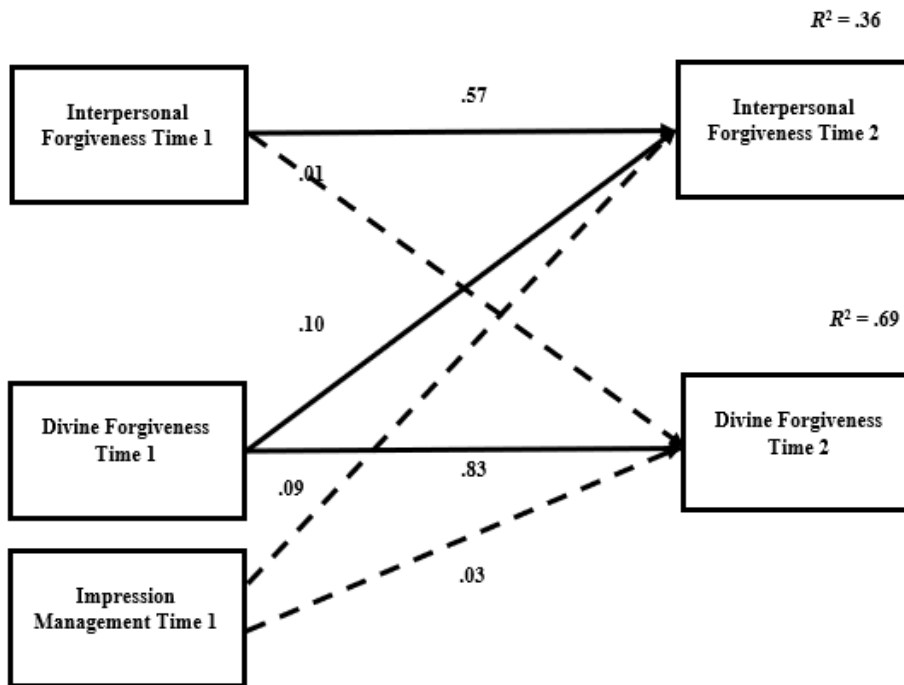 R² = .36
Interpersonal
Forgiveness Time 1
.57
Interpersonal
Forgiveness Time 2
.01
.10
R² = .69
Divine Forgiveness
Time 1
Divine Forgiveness
Time 2
.09
.83
.03
Impression
Management Time 1